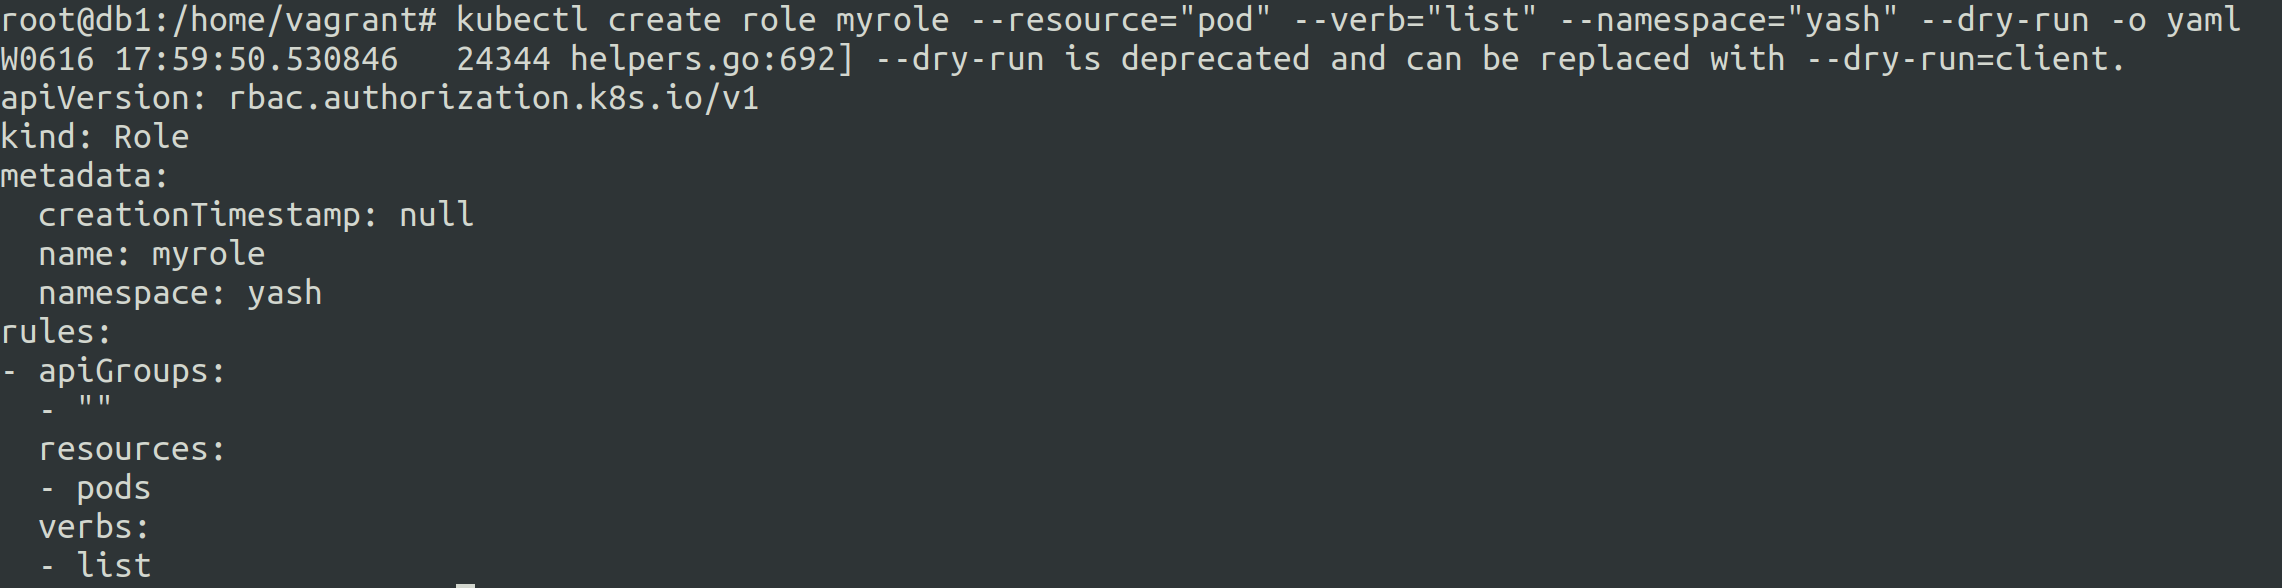 root@db1:/home/vagrant# kubectl create role myrole --resource="pod" --verb="list" --namespace="yash" --dry-run -o yaml
W0616 17:59:50.530846   24344 helpers.go:692] --dry-run is deprecated and can be replaced with --dry-run=client.
apiVersion: rbac.authorization.k8s.io/v1
kind: Role
metadata:
  creationTimestamp: null
  name: myrole
  namespace: yash
rules:
- apiGroups:
  - ""
  resources:
  - pods
  verbs:
  - list